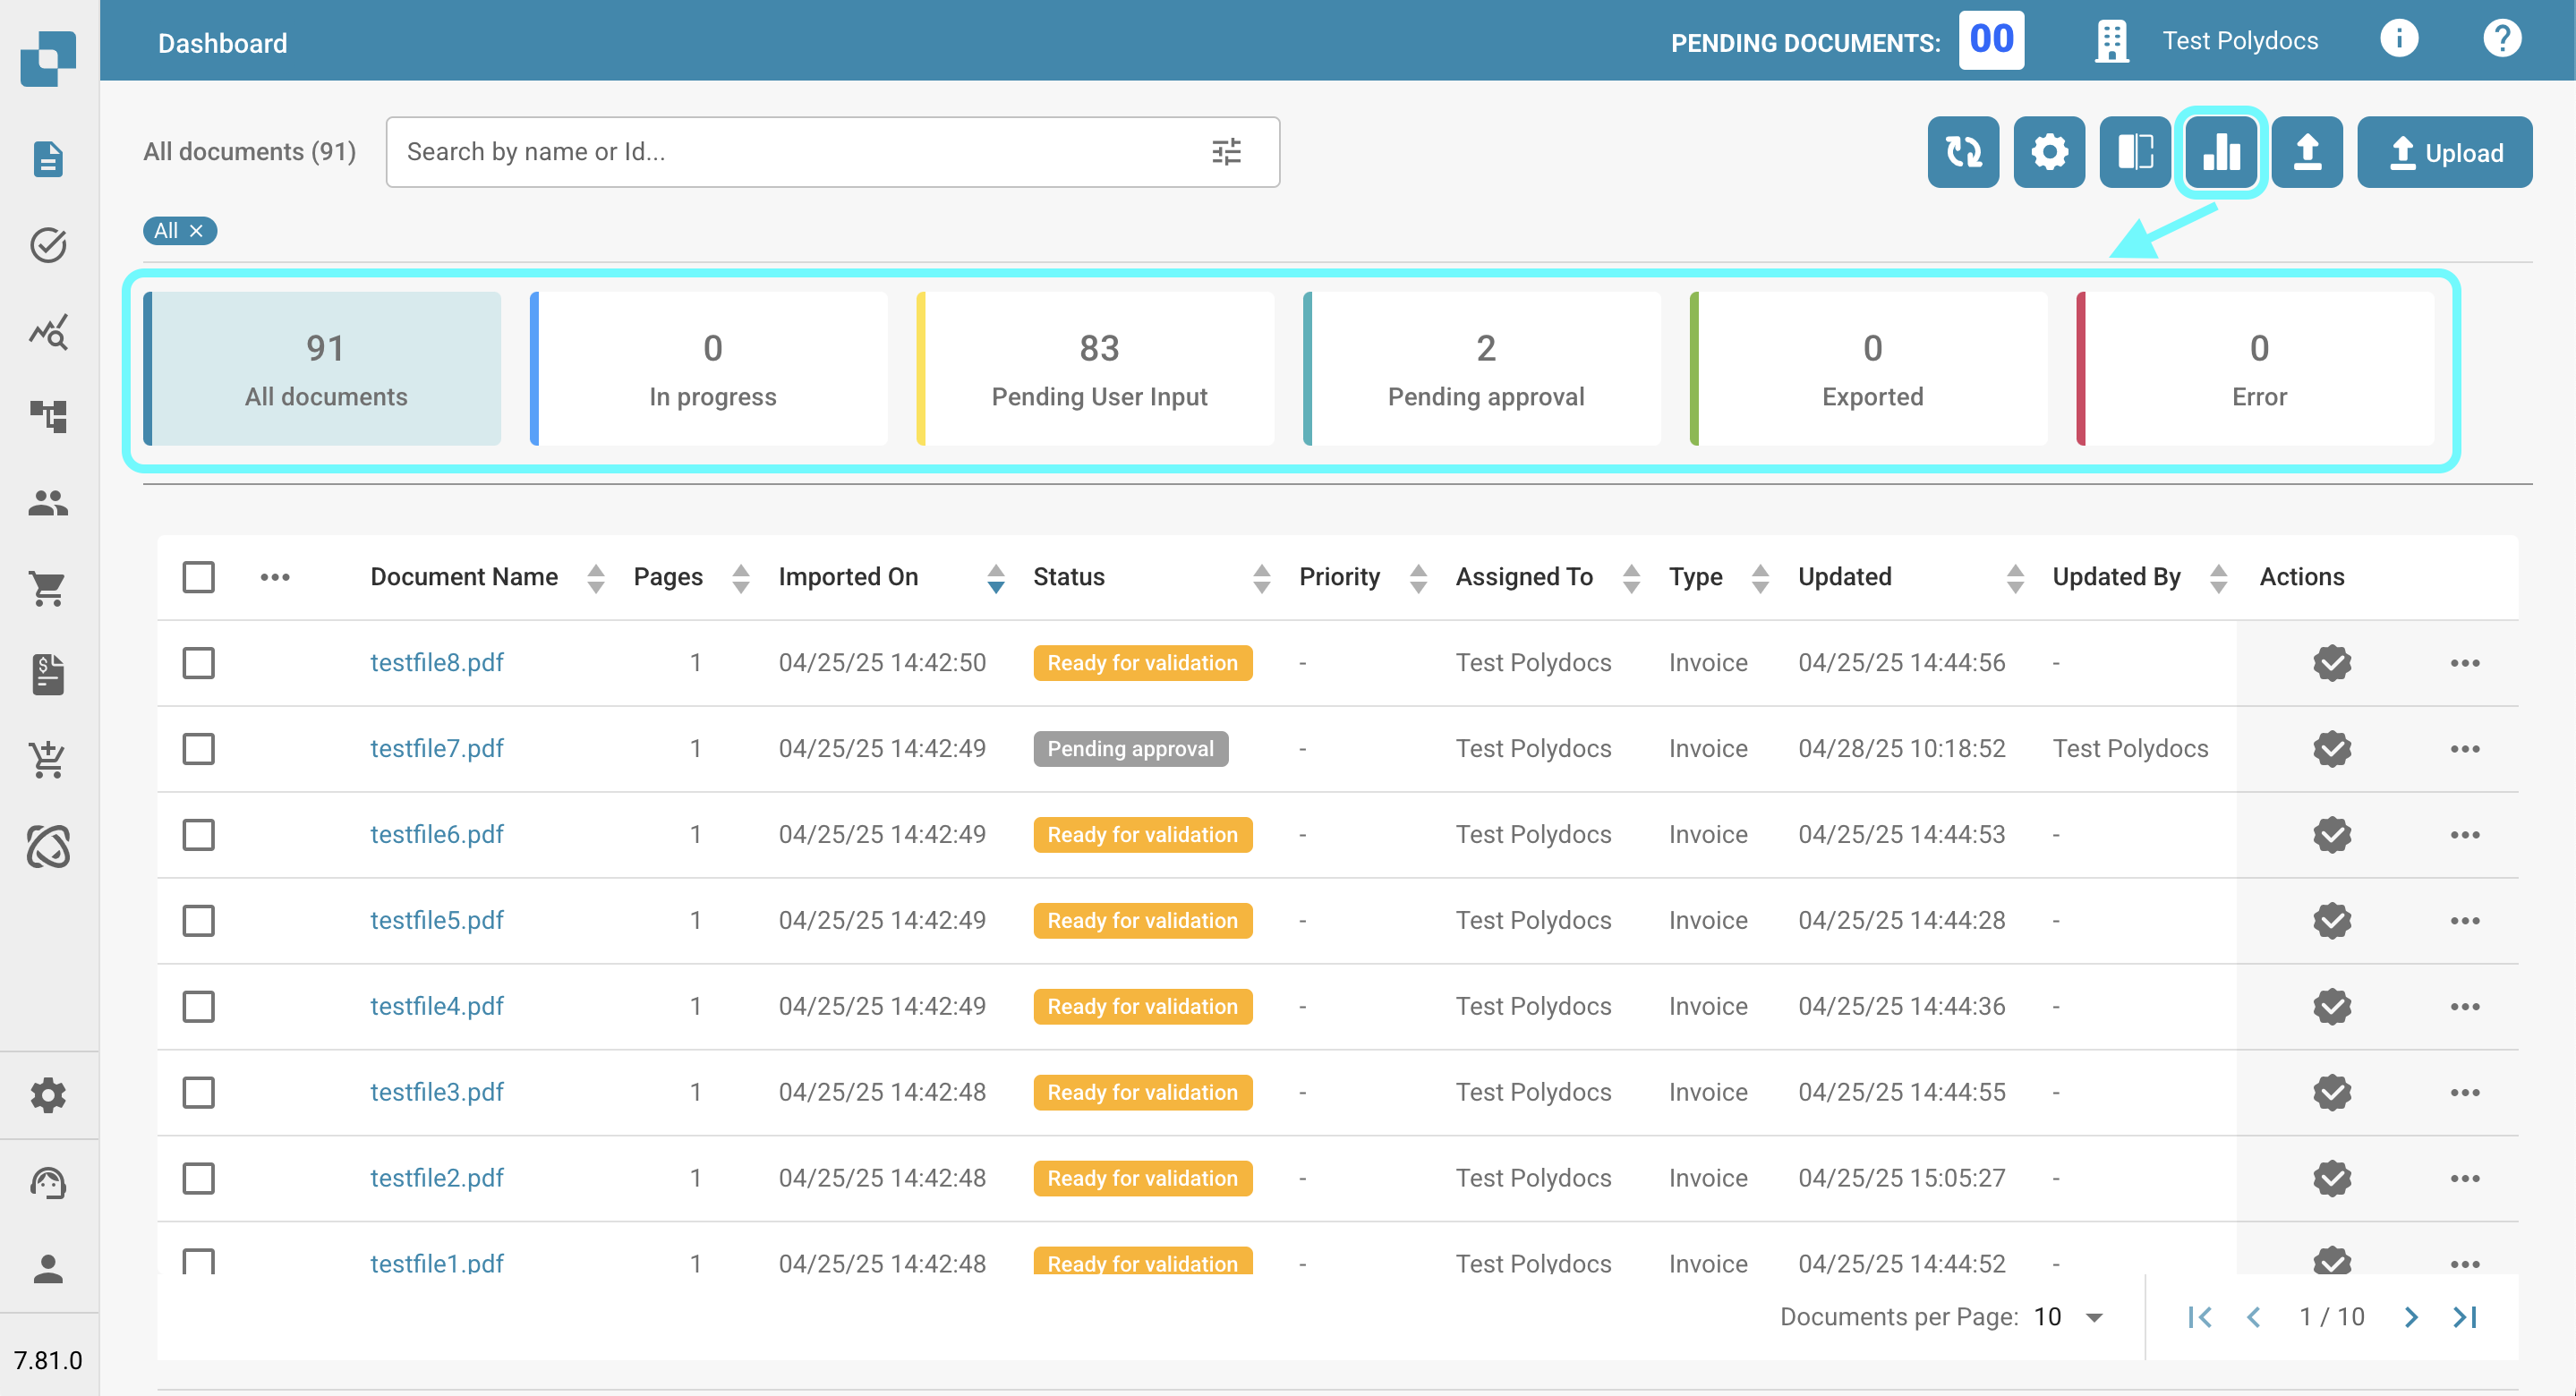 Dashboard
PENDING DOCUMENTS: 00
Test Polydocs
All documents (91)
Search by name or Id...
Upload
All
91
All documents
0
In progress
83
Pending User Input
2
Pending approval
0
Exported
0
Error
Document Name Pages Imported On Status Priority Assigned To Type Updated Updated By Actions
testfile8.pdf 1 04/25/25 14:42:50 Ready for validation - Test Polydocs Invoice 04/25/25 14:44:56 -
testfile7.pdf 1 04/25/25 14:42:49 Pending approval - Test Polydocs Invoice 04/28/25 10:18:52 Test Polydocs
testfile6.pdf 1 04/25/25 14:42:49 Ready for validation - Test Polydocs Invoice 04/25/25 14:44:53 -
testfile5.pdf 1 04/25/25 14:42:49 Ready for validation - Test Polydocs Invoice 04/25/25 14:44:28 -
testfile4.pdf 1 04/25/25 14:42:49 Ready for validation - Test Polydocs Invoice 04/25/25 14:44:36 -
testfile3.pdf 1 04/25/25 14:42:48 Ready for validation - Test Polydocs Invoice 04/25/25 14:44:55 -
testfile2.pdf 1 04/25/25 14:42:48 Ready for validation - Test Polydocs Invoice 04/25/25 15:05:27 -
testfile1.pdf 1 04/25/25 14:42:48 Ready for validation - Test Polydocs Invoice 04/25/25 14:44:52 -
Documents per Page: 10
1 / 10
7.81.0